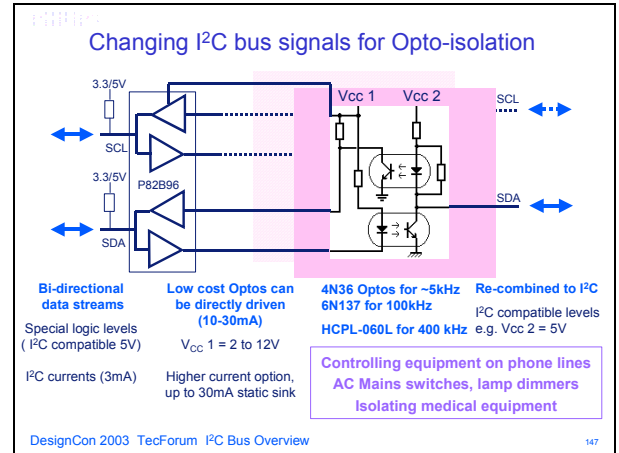 PHILIPS
Changing I²C bus signals for Opto-isolation
3.3/5V
Vcc 1
Vcc 2
SCL
SCL
3.3/5V
P82B96
SDA
SDA
Bi-directional
data streams
Special logic levels
( I²C compatible 5V)
I²C currents (3mA)
Low cost Optos can
be directly driven
(10-30mA)
V_CC 1 = 2 to 12V
Higher current option,
up to 30mA static sink
4N36 Optos for ~5kHz
6N137 for 100kHz
HCPL-060L for 400 kHz
Re-combined to I²C
I²C compatible levels
e.g. Vcc 2 = 5V
Controlling equipment on phone lines
AC Mains switches, lamp dimmers
Isolating medical equipment
DesignCon 2003 TecForum I²C Bus Overview
147